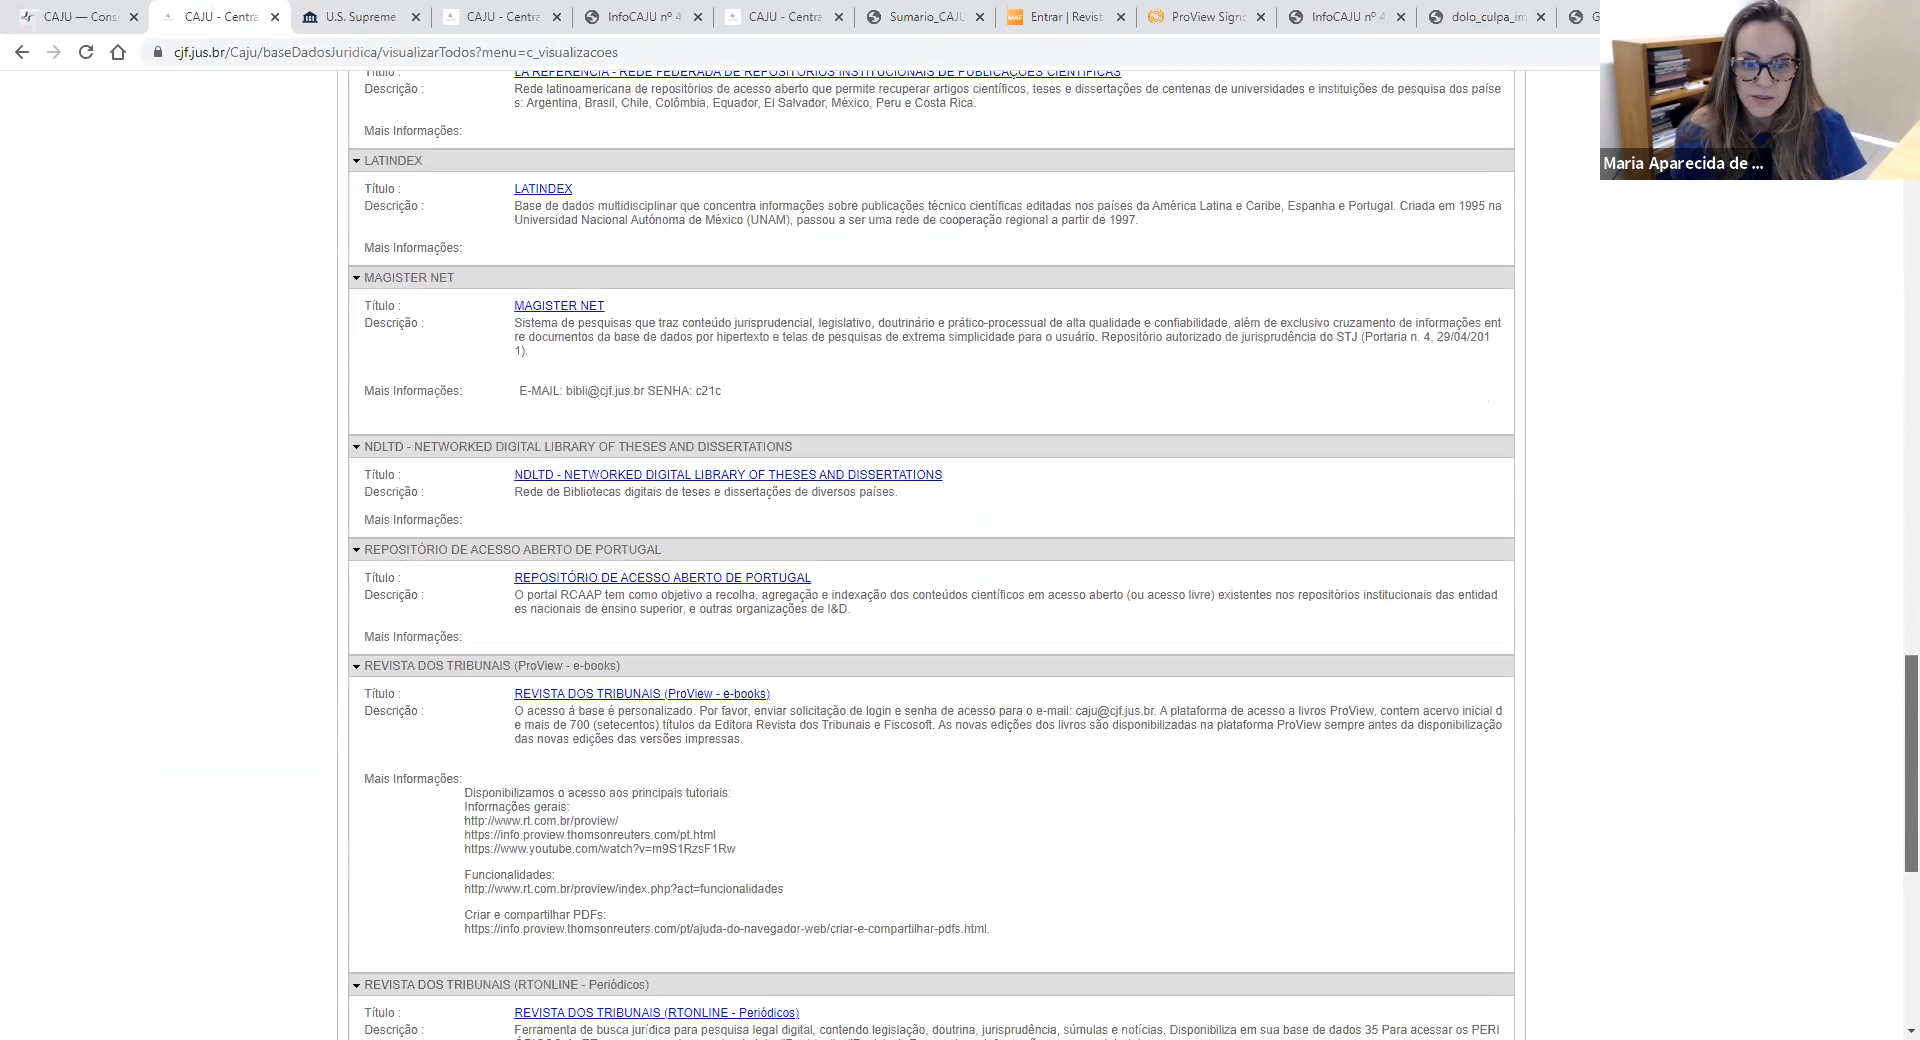 CAJU — Cons
CAJU - Centra
U.S. Supreme
CAJU - Centra
InfoCAJU nº 4
CAJU - Centra
Sumario_CAJU
Entrar | Revist
ProView Sign
InfoCAJU nº 4
dolo_culpa_im
G
cjf.jus.br/Caju/baseDadosJuridica/visualizarTodos?menu=c_visualizacoes
Maria Aparecida de ...
Título :
LA REFERENCIA - REDE FEDERADA DE REPOSITÓRIOS INSTITUCIONAIS DE PUBLICAÇÕES CIENTÍFICAS
Descrição :
Rede latinoamericana de repositórios de acesso aberto que permite recuperar artigos científicos, teses e dissertações de centenas de universidades e instituições de pesquisa dos paíse
s: Argentina, Brasil, Chile, Colômbia, Equador, El Salvador, México, Peru e Costa Rica.
Mais Informações:
LATINDEX
Título :
LATINDEX
Descrição :
Base de dados multidisciplinar que concentra informações sobre publicações técnico científicas editadas nos países da América Latina e Caribe, Espanha e Portugal. Criada em 1995 na
Universidad Nacional Autónoma de México (UNAM), passou a ser uma rede de cooperação regional a partir de 1997.
Mais Informações:
MAGISTER NET
Título :
MAGISTER NET
Descrição :
Sistema de pesquisas que traz conteúdo jurisprudencial, legislativo, doutrinário e prático-processual de alta qualidade e confiabilidade, além de exclusivo cruzamento de informações ent
re documentos da base de dados por hipertexto e telas de pesquisas de extrema simplicidade para o usuário. Repositório autorizado de jurisprudência do STJ (Portaria n. 4, 29/04/201
1).
Mais Informações:
E-MAIL: bibli@cjf.jus.br SENHA: c21c
NDLTD - NETWORKED DIGITAL LIBRARY OF THESES AND DISSERTATIONS
Título :
NDLTD - NETWORKED DIGITAL LIBRARY OF THESES AND DISSERTATIONS
Descrição :
Rede de Bibliotecas digitais de teses e dissertações de diversos países.
Mais Informações:
REPOSITÓRIO DE ACESSO ABERTO DE PORTUGAL
Título :
REPOSITÓRIO DE ACESSO ABERTO DE PORTUGAL
Descrição :
O portal RCAAP tem como objetivo a recolha, agregação e indexação dos conteúdos científicos em acesso aberto (ou acesso livre) existentes nos repositórios institucionais das entidad
es nacionais de ensino superior, e outras organizações de I&D.
Mais Informações:
REVISTA DOS TRIBUNAIS (ProView - e-books)
Título :
REVISTA DOS TRIBUNAIS (ProView - e-books)
Descrição :
O acesso á base é personalizado. Por favor, enviar solicitação de login e senha de acesso para o e-mail: caju@cjf.jus.br. A plataforma de acesso a livros ProView, contem acervo inicial d
e mais de 700 (setecentos) títulos da Editora Revista dos Tribunais e Fiscosoft. As novas edições dos livros são disponibilizadas na plataforma ProView sempre antes da disponibilização
das novas edições das versões impressas.
Mais Informações:
Disponibilizamos o acesso aos principais tutoriais:
Informações gerais:
http://www.rt.com.br/proview/
https://info.proview.thomsonreuters.com/pt.html
https://www.youtube.com/watch?v=m9S1RzsF1Rw
Funcionalidades:
http://www.rt.com.br/proview/index.php?act=funcionalidades
Criar e compartilhar PDFs:
https://info.proview.thomsonreuters.com/pt/ajuda-do-navegador-web/criar-e-compartilhar-pdfs.html.
REVISTA DOS TRIBUNAIS (RTONLINE - Periódicos)
Título :
REVISTA DOS TRIBUNAIS (RTONLINE - Periódicos)
Descrição :
Ferramenta de busca jurídica para pesquisa legal digital, contendo legislação, doutrina, jurisprudência, súmulas e notícias. Disponibiliza em sua base de dados 35 Para acessar os PERI